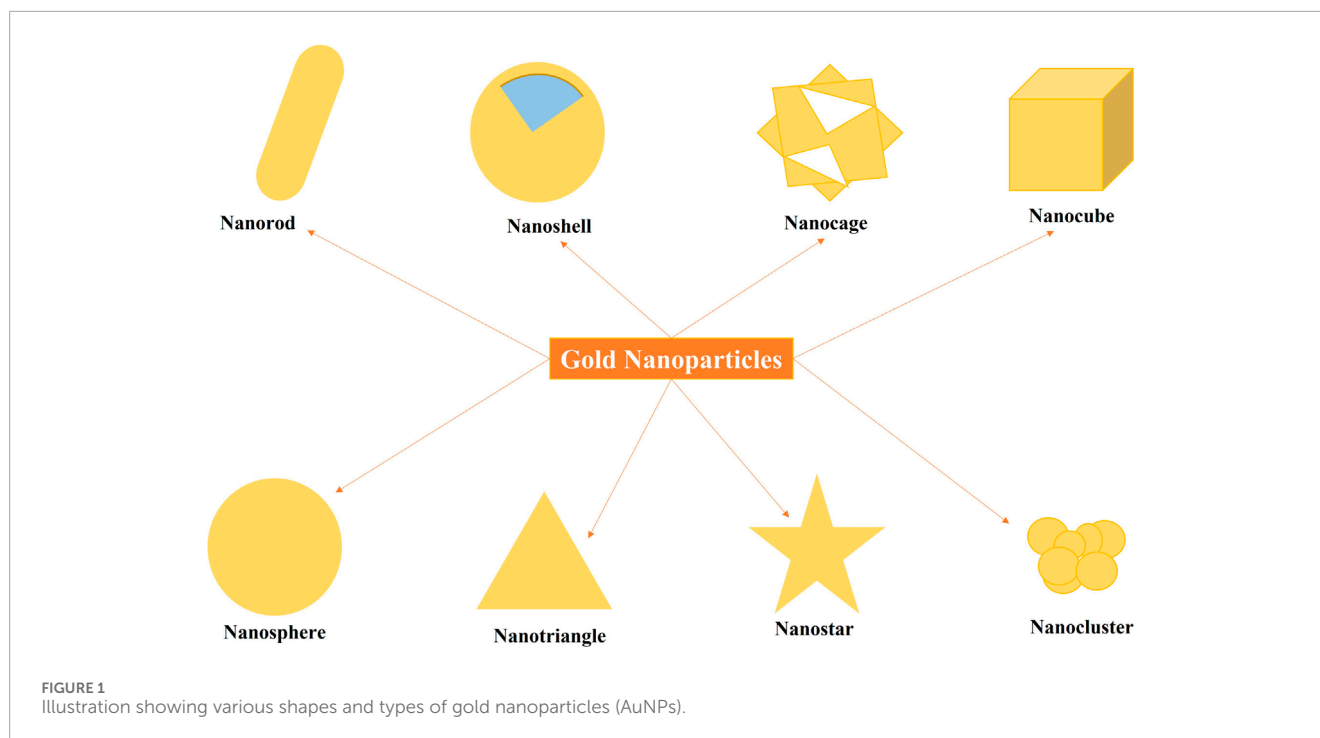 Nanorod
Nanoshell
Nanocage
Nanocube
Gold Nanoparticles
Nanosphere
Nanotriangle
Nanostar
Nanocluster
FIGURE 1
Illustration showing various shapes and types of gold nanoparticles (AuNPs).